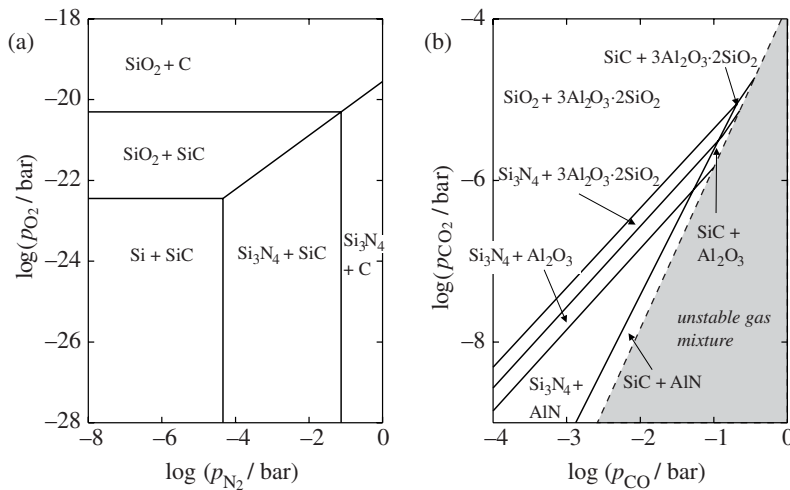 (a)
−18
−20
−22
−24
−26
−28
log(pO₂ / bar)
SiO₂ + C
SiO₂ + SiC
Si + SiC
Si₃N₄ + SiC
Si₃N₄
+ C
−8
−6
−4
−2
0
log (pN₂ / bar)
(b)
−4
−6
−8
log(pCO₂ / bar)
SiC + 3Al₂O₃·2SiO₂
SiO₂ + 3Al₂O₃·2SiO₂
Si₃N₄ + 3Al₂O₃·2SiO₂
Si₃N₄ + Al₂O₃
SiC +
Al₂O₃
unstable gas
mixture
SiC + AlN
Si₃N₄ +
AlN
−4
−3
−2
−1
0
log (pCO / bar)